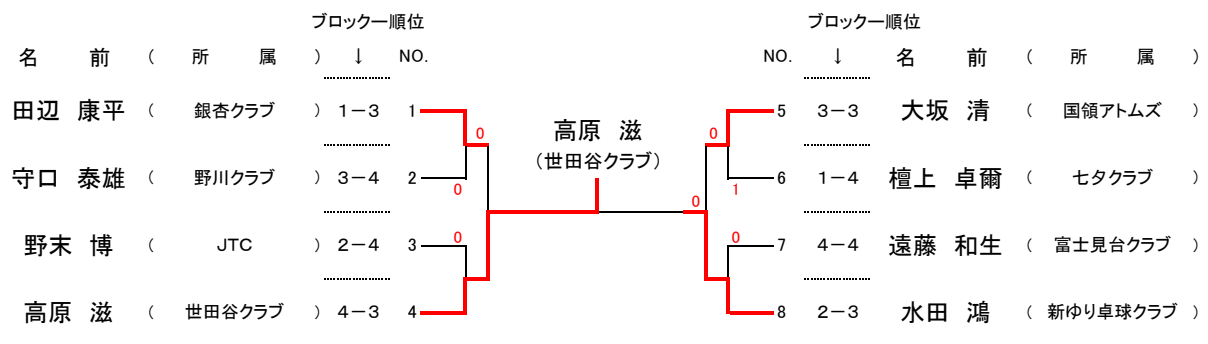 ブロック一順位 ブロック一順位
名 前 （ 所 属 ） ↓ NO. NO. ↓ 名 前 （ 所 属 ）
田辺 康平 （ 銀杏クラブ ） 1－3 1 5 3－3 大坂 清 （ 国領アトムズ ）
0 高原 滋 0
（世田谷クラブ）
守口 泰雄 （ 野川クラブ ） 3－4 2 6 1－4 檀上 卓爾 （ 七夕クラブ ）
0 1
0
野末 博 （ JTC ） 2－4 3 0 0 7 4－4 遠藤 和生 （ 富士見台クラブ ）
高原 滋 （ 世田谷クラブ ） 4－3 4 8 2－3 水田 鴻 （ 新ゆり卓球クラブ ）